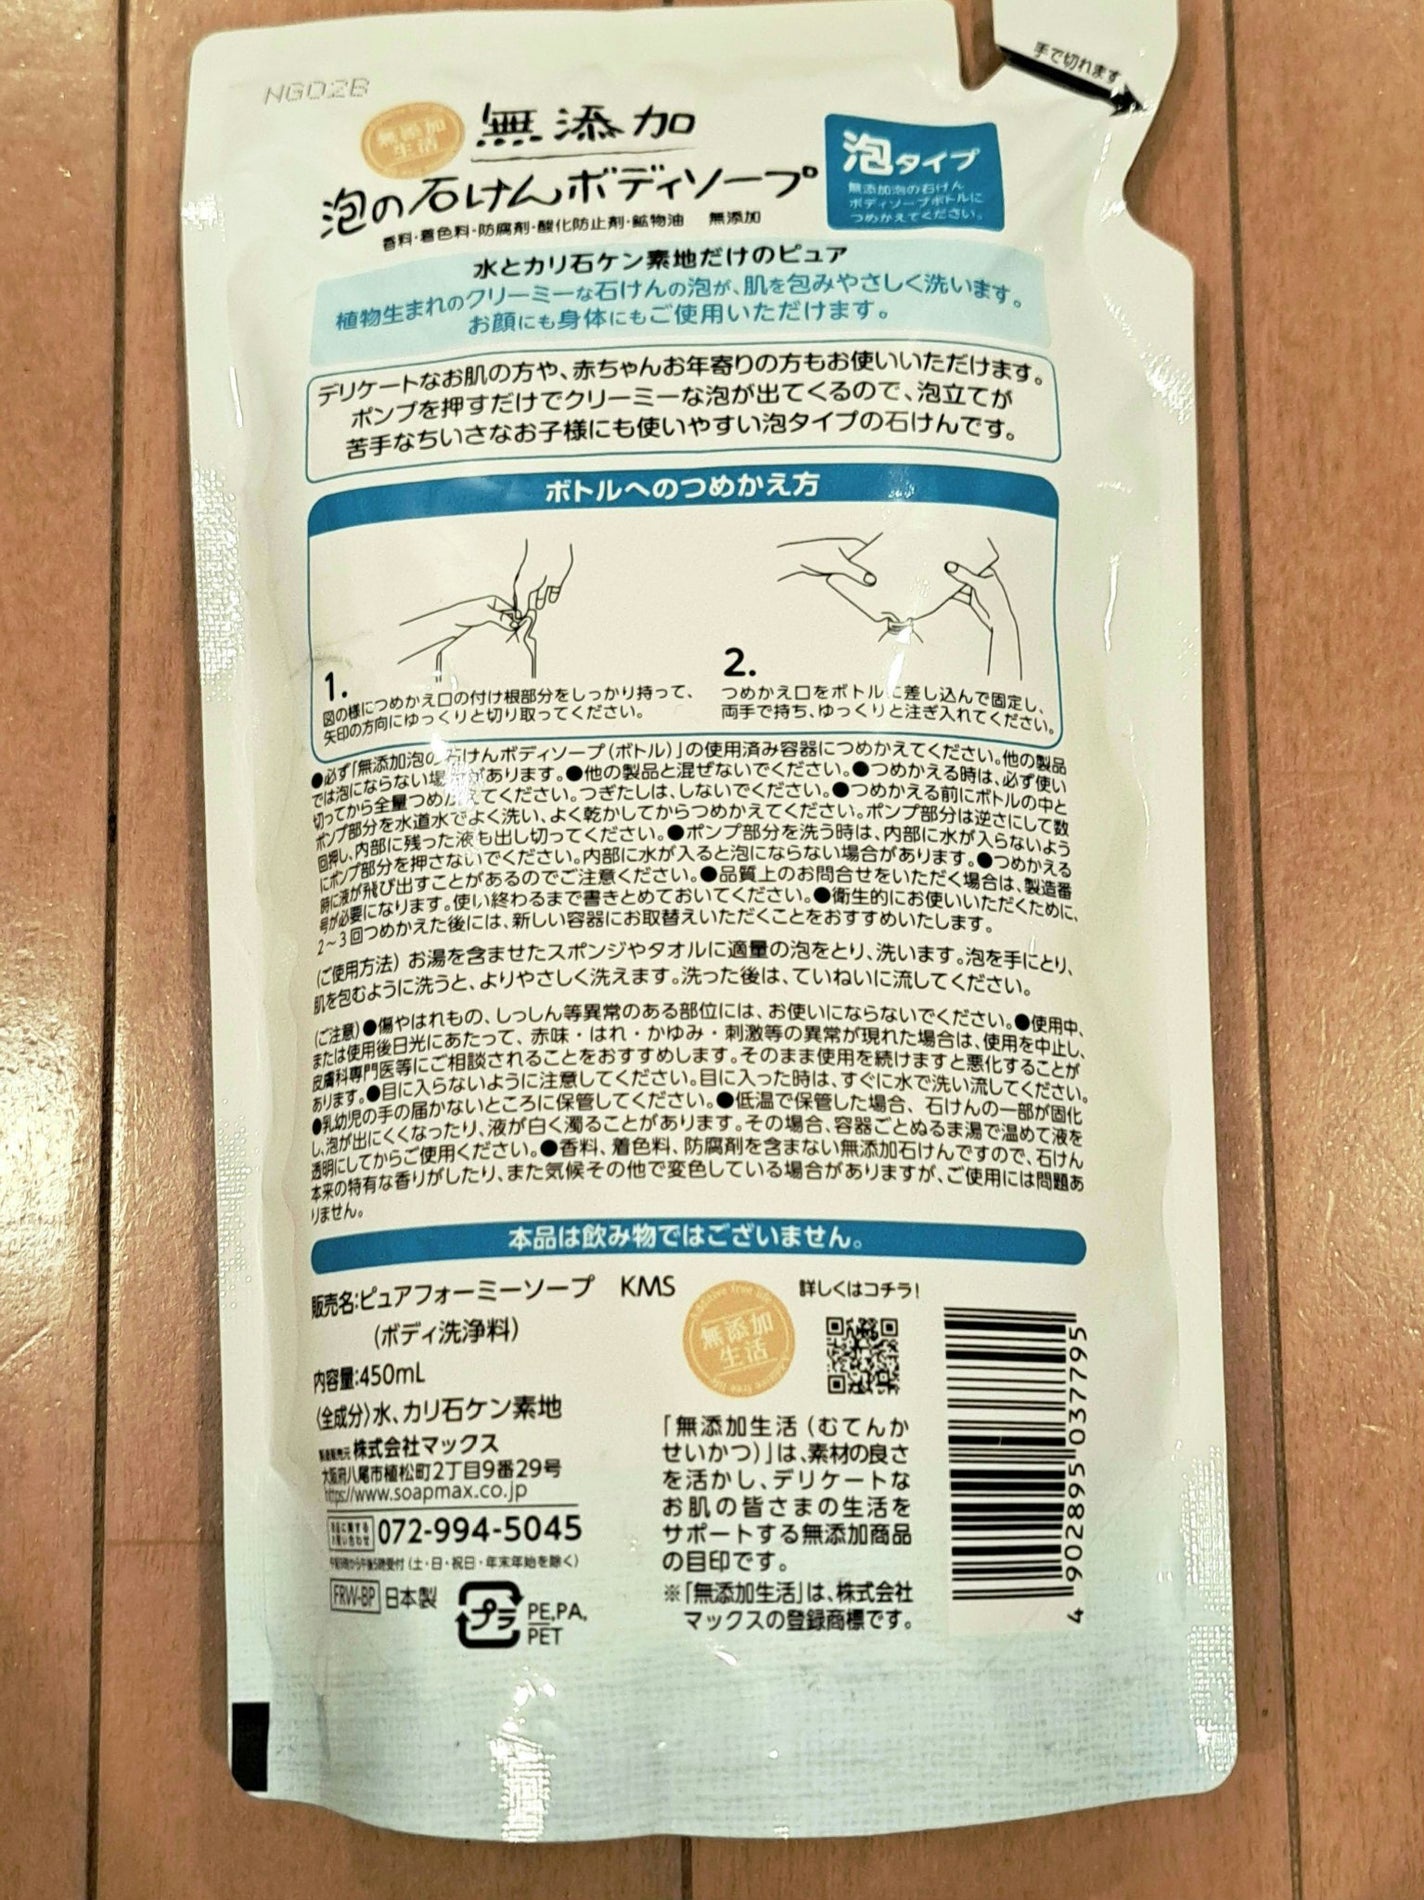 手で切れます
NG02B
無添加
生活
無添加
泡の石けんボディソープ
香料・着色料・防腐剤・酸化防止剤・鉱物油 無添加
泡タイプ
無添加泡の石けん
ボディソープボトルに
つめかえてください。
水とカリ石ケン素地だけのピュア
植物生まれのクリーミーな石けんの泡が、肌を包みやさしく洗います。
お顔にも身体にもご使用いただけます。
デリケートなお肌の方や、赤ちゃんお年寄りの方もお使いいただけます。
ポンプを押すだけでクリーミーな泡が出てくるので、泡立てが
苦手なちいさなお子様にも使いやすい泡タイプの石けんです。
ボトルへのつめかえ方
1.
図の様につめかえ口の付け根部分をしっかり持って、
矢印の方向にゆっくりと切り取ってください。
2.
つめかえ口をボトルに差し込んで固定し、
両手で持ち、ゆっくりと注ぎ入れてください。
●必ず「無添加泡の石けんボディソープ(ボトル)」の使用済み容器につめかえてください。他の製品
では泡にならない場合があります。●他の製品と混ぜないでください。●つめかえる時は、必ず使い
切ってから全量つめかえてください。つぎたしは、しないでください。●つめかえる前にボトルの中と
ポンプ部分を水道水でよく洗い、よく乾かしてからつめかえてください。ポンプ部分は逆さにして数
回押し、内部に残った液も出し切ってください。●ポンプ部分を洗う時は、内部に水が入らないよう
にポンプ部分を押さないでください。内部に水が入ると泡にならない場合があります。●つめかえる
時に液が飛び出すことがあるのでご注意ください。●品質上のお問合せをいただく場合は、製造番
号が必要になります。使い終わるまで書きとめておいてください。●衛生的にお使いいただくために、
2～3回つめかえた後には、新しい容器にお取替えいただくことをおすすめいたします。
(ご使用方法) お湯を含ませたスポンジやタオルに適量の泡をとり、洗います。泡を手にとり、
肌を包むように洗うと、よりやさしく洗えます。洗った後は、ていねいに流してください。
(ご注意)●傷やはれもの、しっしん等異常のある部位には、お使いにならないでください。●使用中、
または使用後日光にあたって、赤味・はれ・かゆみ・刺激等の異常が現れた場合は、使用を中止し、
皮膚科専門医等にご相談されることをおすすめします。そのまま使用を続けますと悪化することが
あります。●目に入らないように注意してください。目に入った時は、すぐに水で洗い流してください。
●乳幼児の手の届かないところに保管してください。●低温で保管した場合、石けんの一部が固化
し、泡が出にくくなったり、液が白く濁ることがあります。その場合、容器ごとぬるま湯で温めて液を
透明にしてからご使用ください。●香料、着色料、防腐剤を含まない無添加石けんですので、石けん
本来の特有な香りがしたり、また気候その他で変色している場合がありますが、ご使用には問題あ
りません。
本品は飲み物ではございません。
販売名:ピュアフォーミーソープ KMS
(ボディ洗浄料)
内容量:450mL
〈全成分〉水、カリ石ケン素地
製造販売元 株式会社マックス
大阪府八尾市植松町2丁目9番29号
https://www.soapmax.co.jp
商品に関する
お問い合わせ
072-994-5045
午前9時から午後5時受付(土・日・祝日・年末年始を除く)
FRW-BP 日本製
プラ
PE,PA,
PET
Additive free life
無添加
生活
Additive free life
詳しくはコチラ!
「無添加生活(むてんか
せいかつ)」は、素材の良さ
を活かし、デリケートな
お肌の皆さまの生活を
サポートする無添加商品
の目印です。
※「無添加生活」は、株式会社
マックスの登録商標です。
4 902895 037795